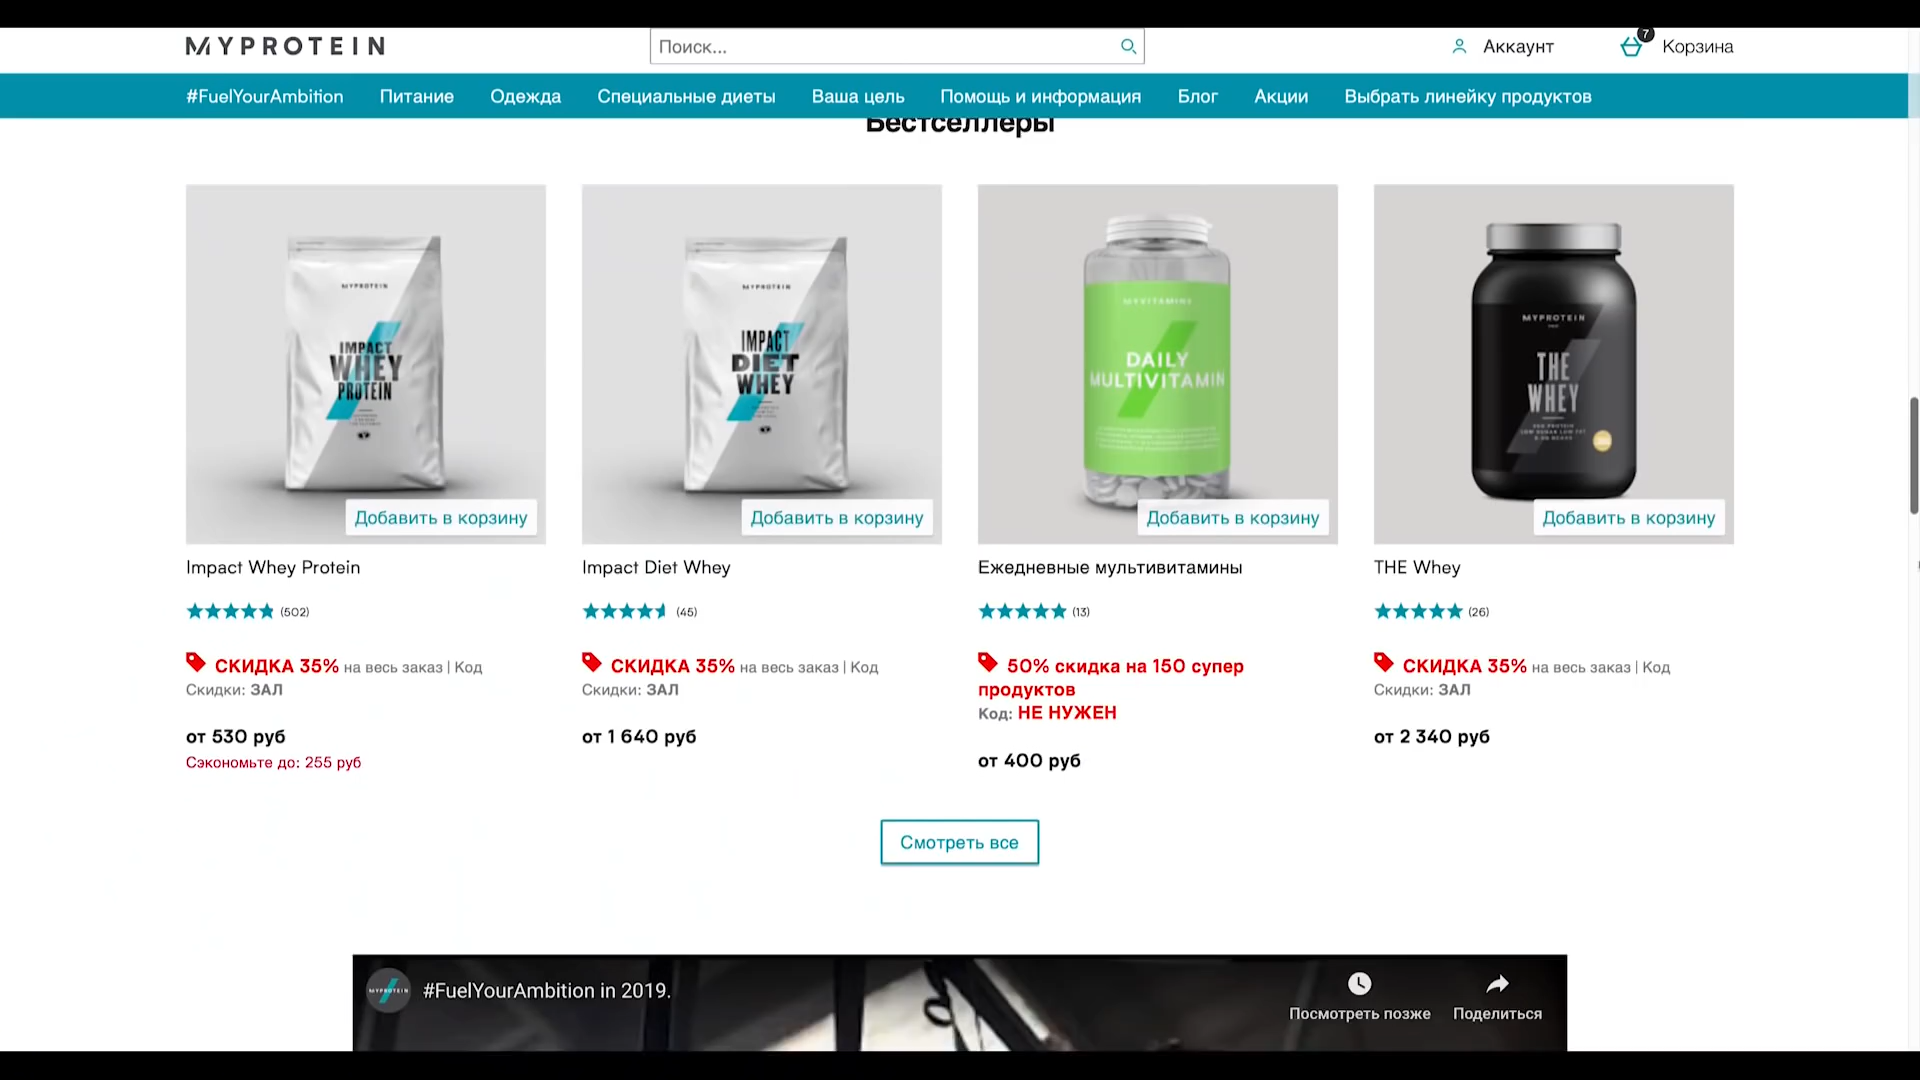 MYPROTEIN
Поиск...
Аккаунт
7
Корзина
#FuelYourAmbition
Питание
Одежда
Специальные диеты
Ваша цель
Помощь и информация
Блог
Акции
Выбрать линейку продуктов
Бестселлеры
MYPROTEIN
IMPACT
WHEY
PROTEIN
Добавить в корзину
MYPROTEIN
IMPACT
DIET
WHEY
Добавить в корзину
MYVITAMINS
DAILY
MULTIVITAMIN
Добавить в корзину
MYPROTEIN
THE
WHEY
Добавить в корзину
Impact Whey Protein
(502)
СКИДКА 35% на весь заказ | Код
Скидки: ЗАЛ
от 530 руб
Сэкономьте до: 255 руб
Impact Diet Whey
(45)
СКИДКА 35% на весь заказ | Код
Скидки: ЗАЛ
от 1 640 руб
Ежедневные мультивитамины
(13)
50% скидка на 150 супер
продуктов
Код: НЕ НУЖЕН
от 400 руб
THE Whey
(26)
СКИДКА 35% на весь заказ | Код
Скидки: ЗАЛ
от 2 340 руб
Смотреть все
MYPROTEIN
#FuelYourAmbition in 2019.
Посмотреть позже
Поделиться